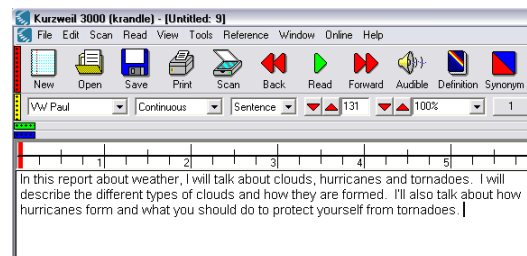 Kurzweil 3000 (krandle) - [Untitled: 9]
File Edit Scan Read View Tools Reference Window Online Help
New Open Save Print Scan Back Read Forward Audible Definition Synonym
VW Paul Continuous Sentence 131 100% 1
1 2 3 4 5
In this report about weather, I will talk about clouds, hurricanes and tornadoes. I will
describe the different types of clouds and how they are formed. I'll also talk about how
hurricanes form and what you should do to protect yourself from tornadoes.